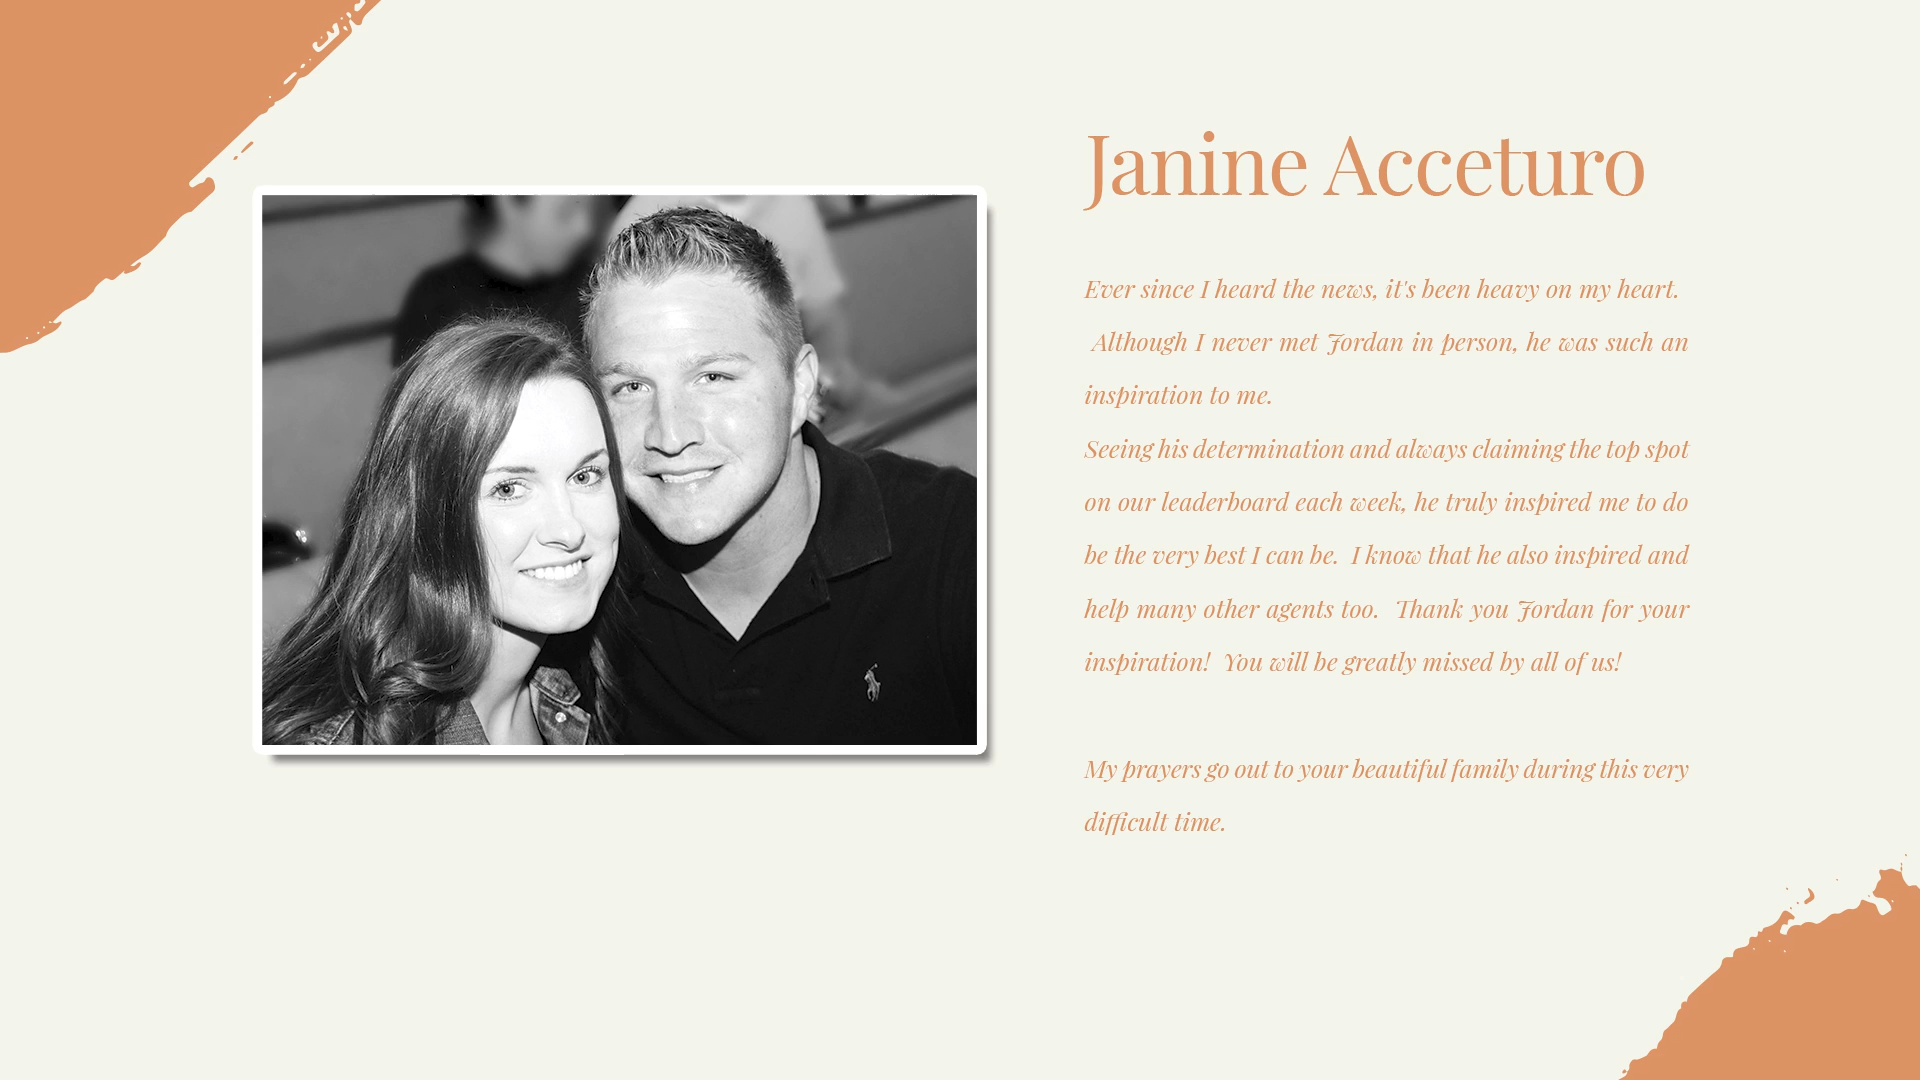 Janine Acceturo
Ever since I heard the news, it's been heavy on my heart.
Although I never met Jordan in person, he was such an
inspiration to me.
Seeing his determination and always claiming the top spot
on our leaderboard each week, he truly inspired me to do
be the very best I can be.  I know that he also inspired and
help many other agents too.  Thank you Jordan for your
inspiration!  You will be greatly missed by all of us!
My prayers go out to your beautiful family during this very
difficult time.